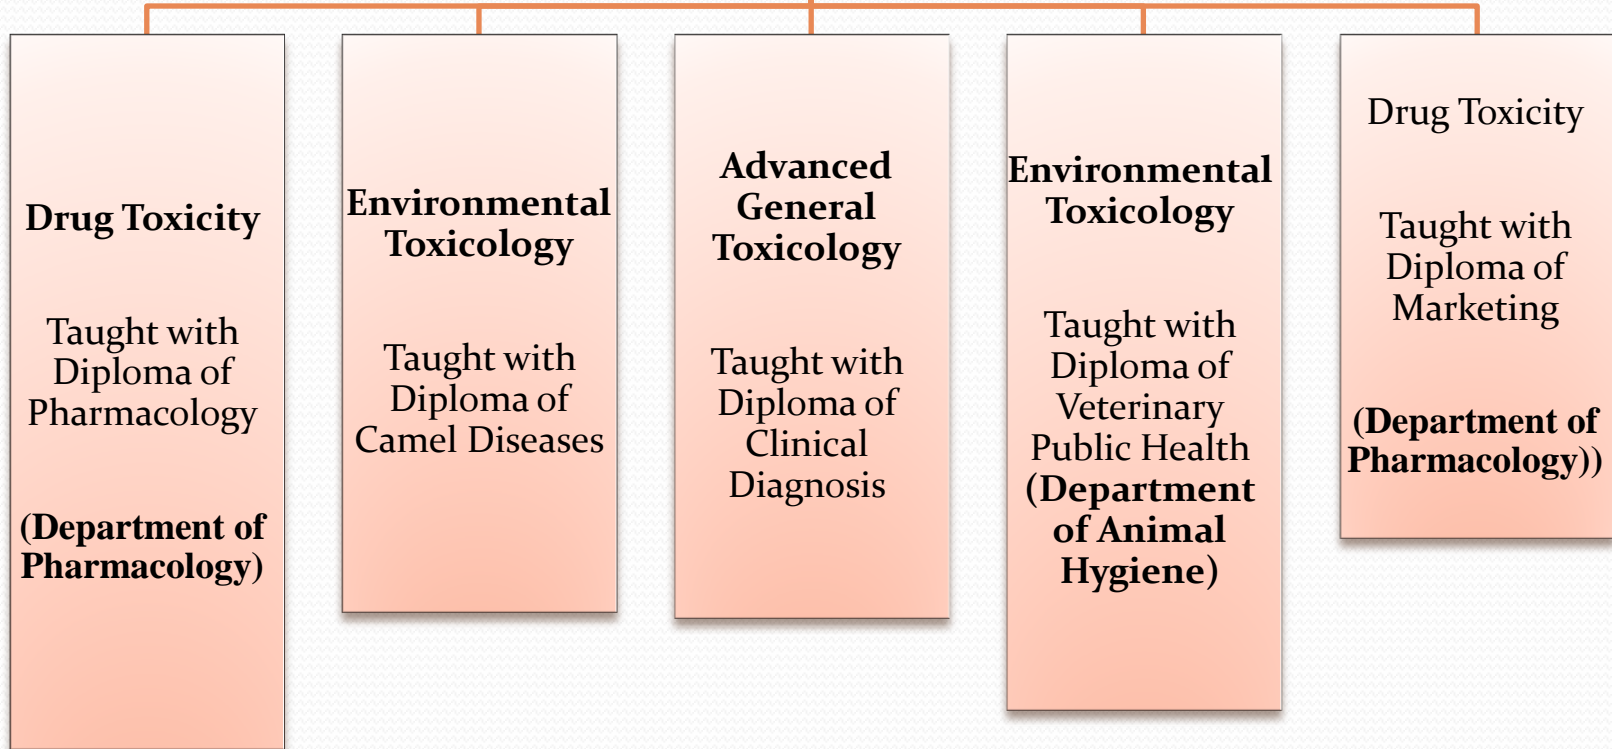 Drug Toxicity
Taught with
Diploma of
Pharmacology
(Department of
Pharmacology)
Environmental
Toxicology
Taught with
Diploma of
Camel Diseases
Advanced
General
Toxicology
Taught with
Diploma of
Clinical
Diagnosis
Environmental
Toxicology
Taught with
Diploma of
Veterinary
Public Health
(Department
of Animal
Hygiene)
Drug Toxicity
Taught with
Diploma of
Marketing
(Department of
Pharmacology))